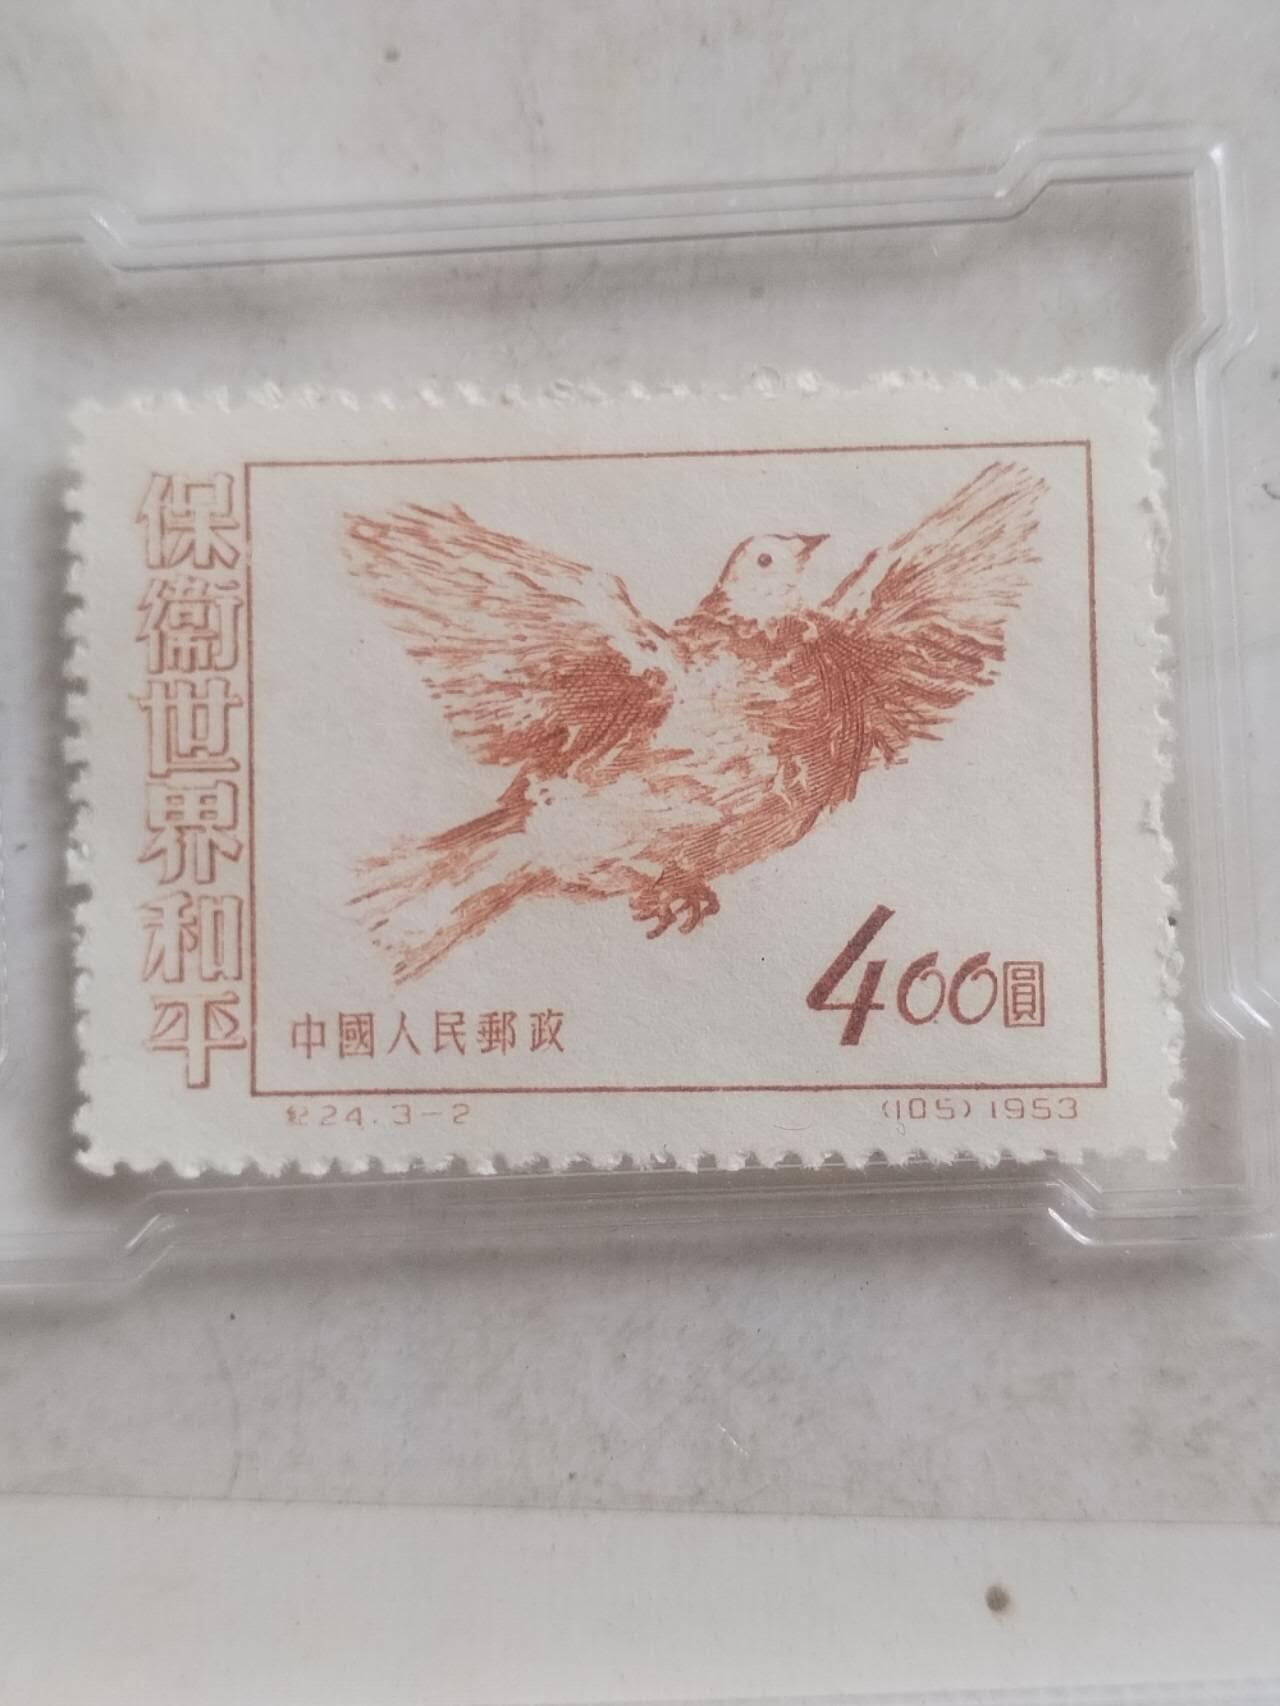 保衞世界和平
400圓
中國人民郵政
紀24.3-2
(105)1953